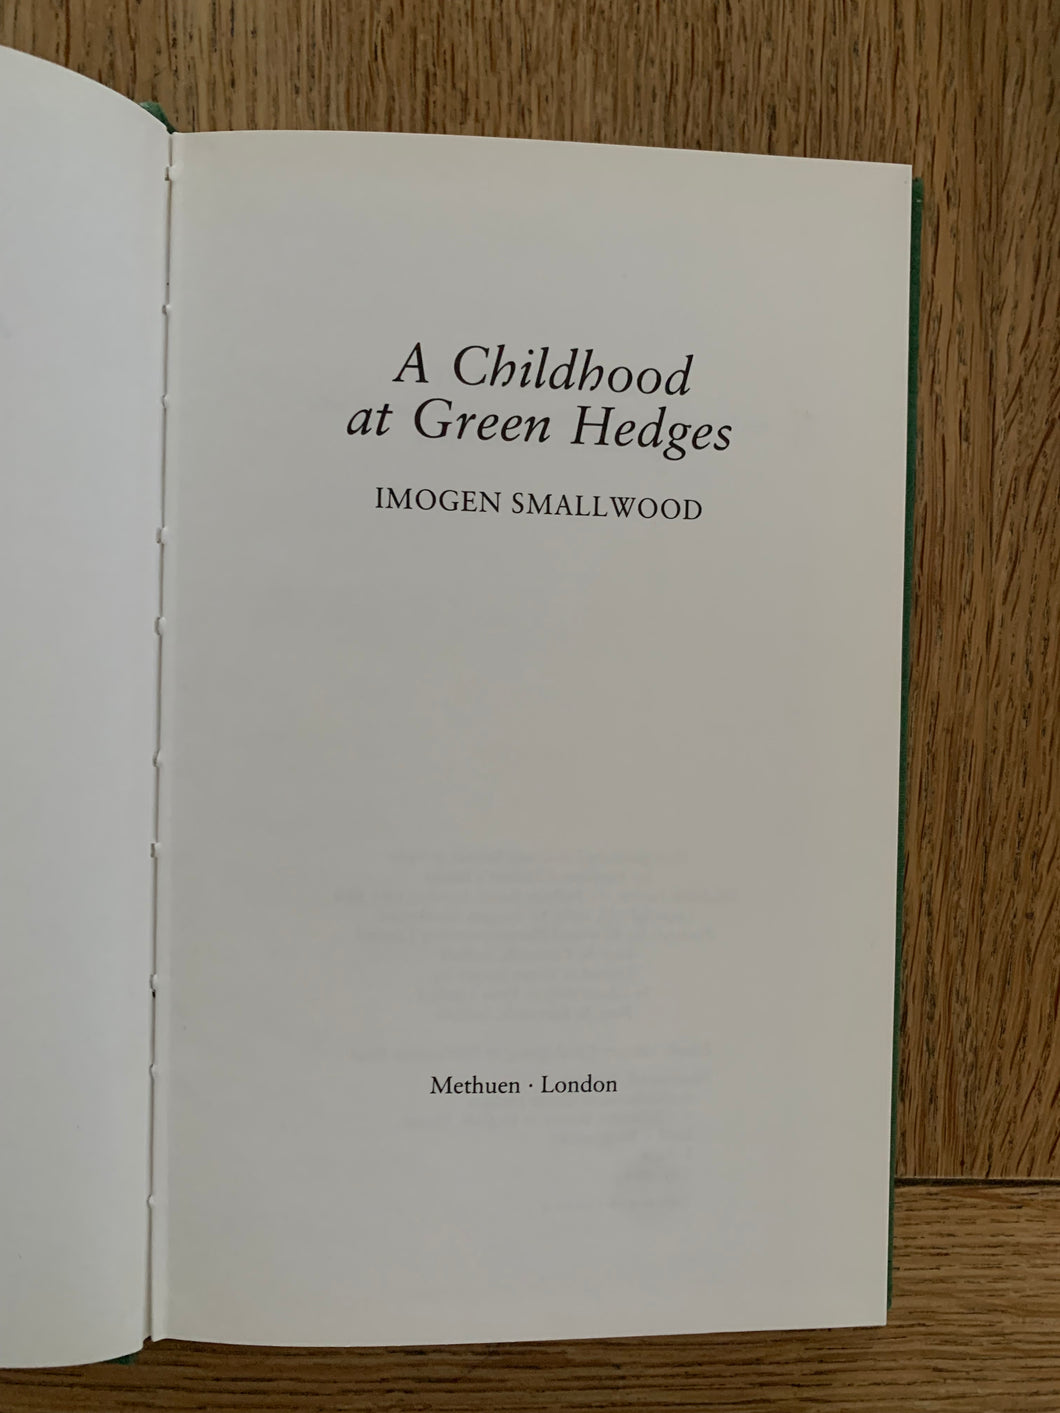 A Childhood
at Green Hedges
IMOGEN SMALLWOOD
Methuen · London